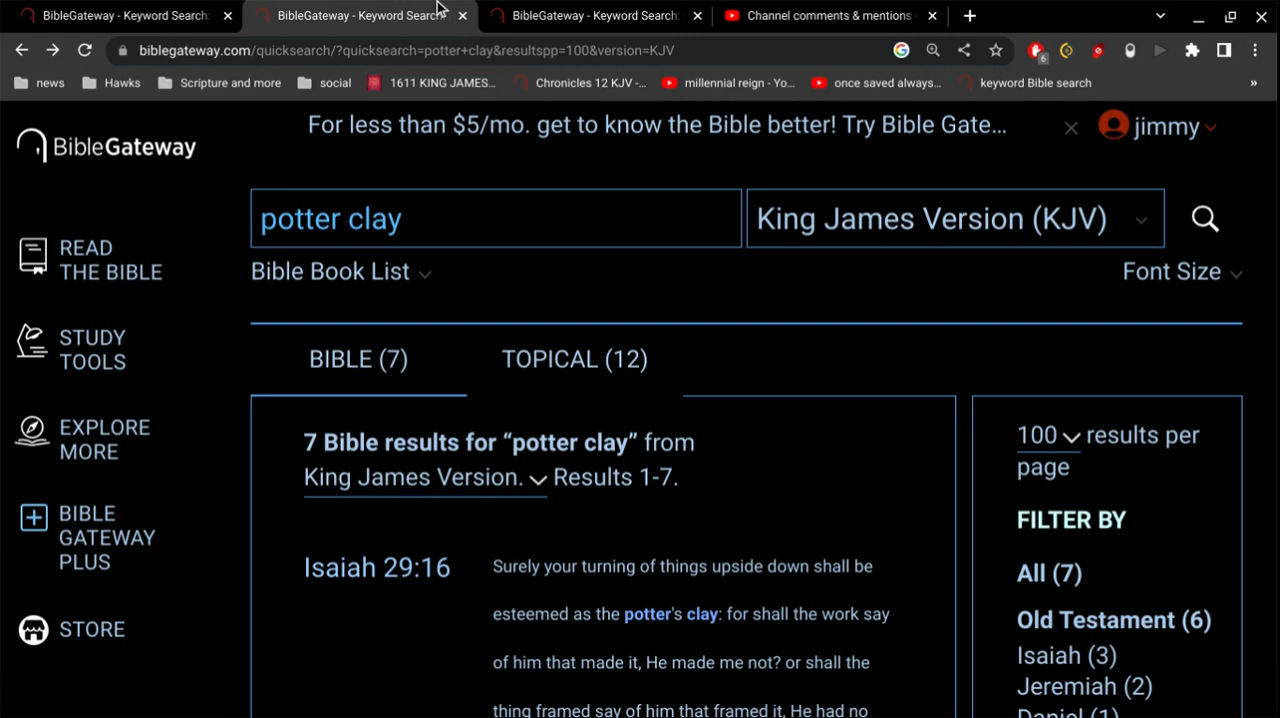 BibleGateway - Keyword Search:
BibleGateway - Keyword Search
BibleGateway - Keyword Search:
Channel comments & mentions -
biblegateway.com/quicksearch/?quicksearch=potter+clay&resultspp=100&version=KJV
6
news
Hawks
Scripture and more
social
1611 KING JAMES...
Chronicles 12 KJV -...
millennial reign - Yo...
once saved always...
keyword Bible search
»
For less than $5/mo. get to know the Bible better! Try Bible Gate...
jimmy
BibleGateway
potter clay
King James Version (KJV)
Bible Book List
Font Size
READ
THE BIBLE
STUDY
TOOLS
EXPLORE
MORE
BIBLE
GATEWAY
PLUS
STORE
BIBLE (7)
TOPICAL (12)
7 Bible results for “potter clay” from
King James Version. Results 1-7.
Isaiah 29:16
Surely your turning of things upside down shall be
esteemed as the potter's clay: for shall the work say
of him that made it, He made me not? or shall the
thing framed say of him that framed it, He had no
100 results per
page
FILTER BY
All (7)
Old Testament (6)
Isaiah (3)
Jeremiah (2)
Daniel (1)